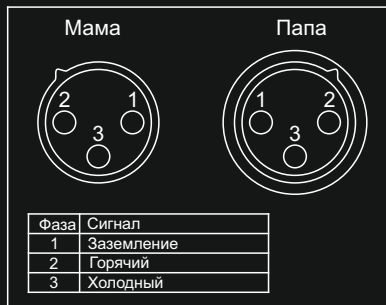 Мама Папа
2 1 1 2
3 3
Фаза Сигнал
1 Заземление
2 Горячий
3 Холодный